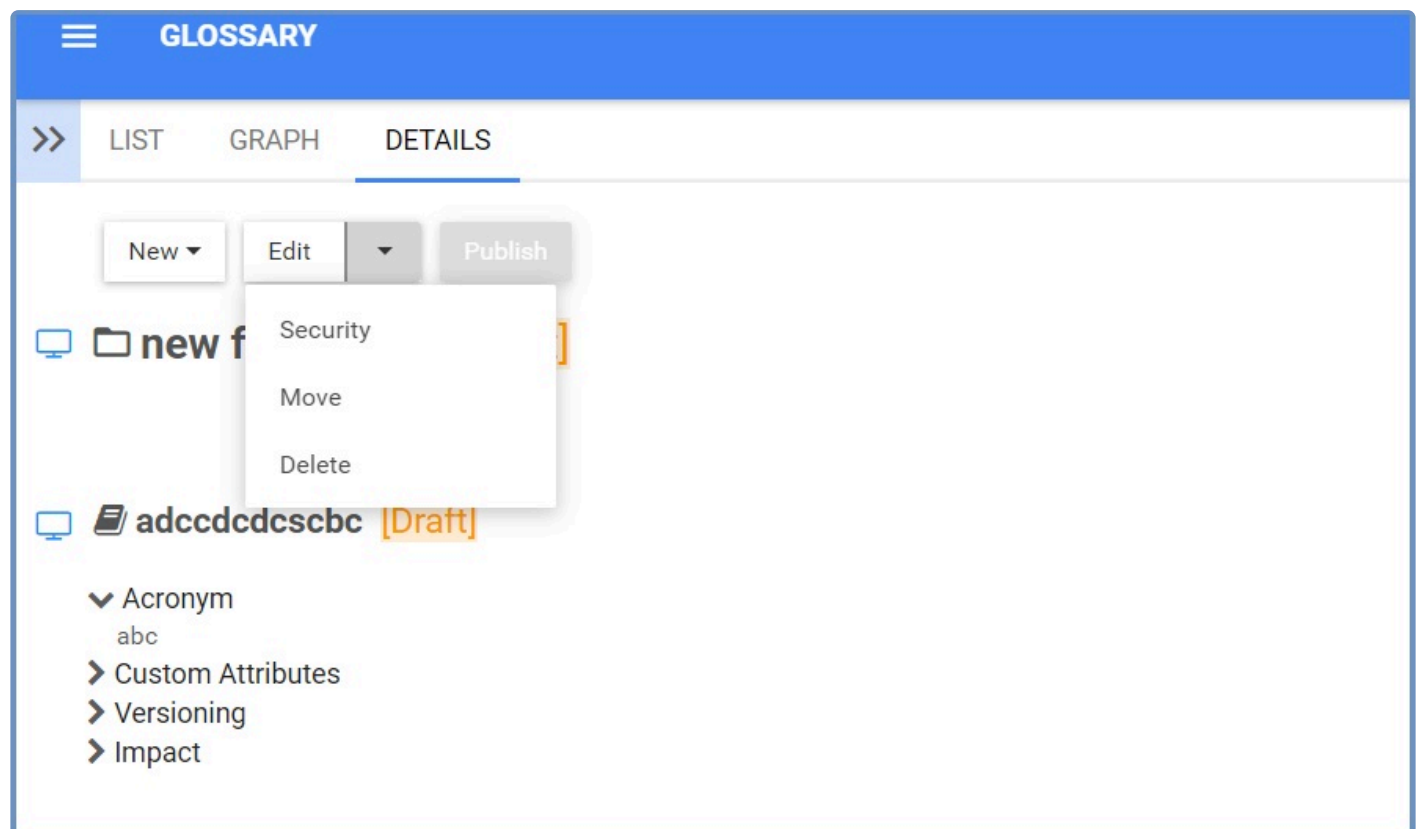 GLOSSARY
LIST GRAPH DETAILS
New Edit Publish
Security
Move
Delete
new
adccdcdcscbc [Draft]
Acronym
abc
Custom Attributes
Versioning
Impact